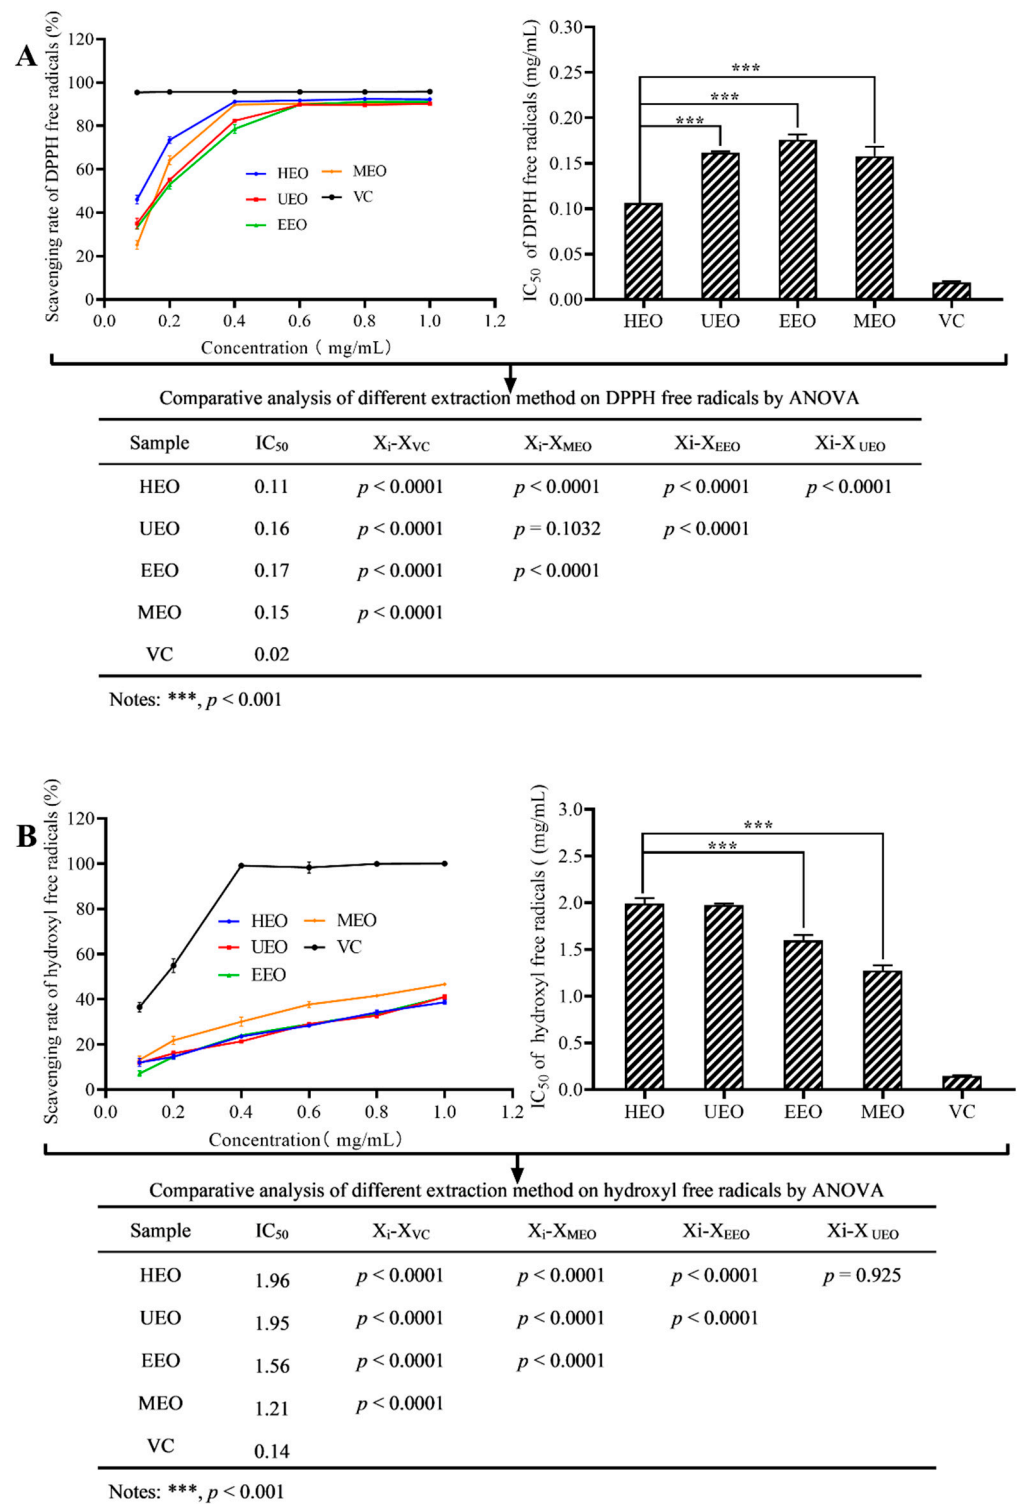 A
Scavenging rate of DPPH free radicals (%)
120
100
80
60
40
20
0
0.0 0.2 0.4 0.6 0.8 1.0 1.2
Concentration ( mg/mL)
HEO
UEO
EEO
MEO
VC
IC50 of DPPH free radicals (mg/mL)
0.30
0.25
0.20
0.15
0.10
0.05
0.00
***
***
***
HEO UEO EEO MEO VC
Comparative analysis of different extraction method on DPPH free radicals by ANOVA
Sample IC50 Xi-XVC Xi-XMEO Xi-XEEO Xi-X UEO
HEO 0.11 p < 0.0001 p < 0.0001 p < 0.0001 p < 0.0001
UEO 0.16 p < 0.0001 p = 0.1032 p < 0.0001
EEO 0.17 p < 0.0001 p < 0.0001
MEO 0.15 p < 0.0001
VC 0.02
Notes: ***, p < 0.001
B
Scavenging rate of hydroxyl free radicals (%)
120
100
80
60
40
20
0
0.0 0.2 0.4 0.6 0.8 1.0 1.2
Concentration ( mg/mL)
HEO
UEO
EEO
MEO
VC
IC50 of hydroxyl free radicals ( (mg/mL)
3.0
2.5
2.0
1.5
1.0
0.5
0.0
***
***
HEO UEO EEO MEO VC
Comparative analysis of different extraction method on hydroxyl free radicals by ANOVA
Sample IC50 Xi-XVC Xi-XMEO Xi-XEEO Xi-X UEO
HEO 1.96 p < 0.0001 p < 0.0001 p < 0.0001 p = 0.925
UEO 1.95 p < 0.0001 p < 0.0001 p < 0.0001
EEO 1.56 p < 0.0001 p < 0.0001
MEO 1.21 p < 0.0001
VC 0.14
Notes: ***, p < 0.001